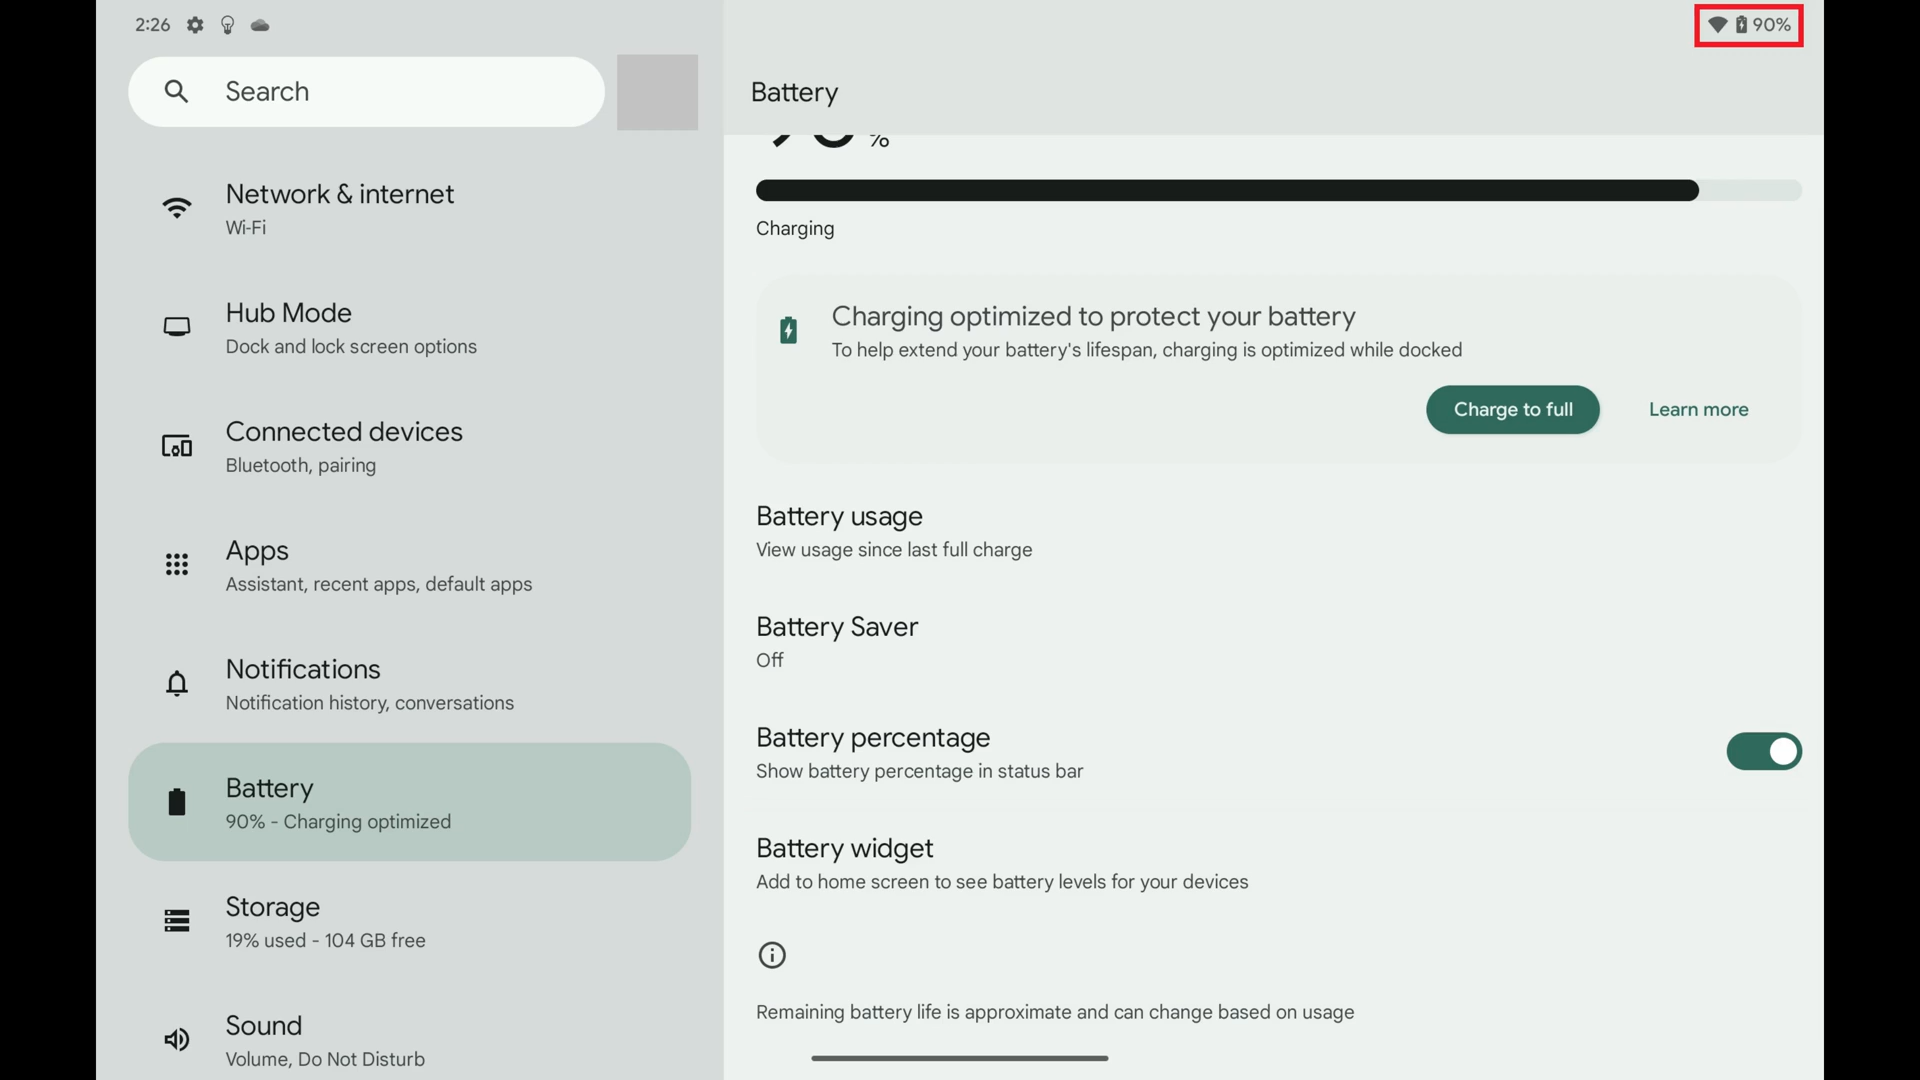 2:26
90%
Search
Battery
%
Network & internet
Wi-Fi
Hub Mode
Dock and lock screen options
Connected devices
Bluetooth, pairing
Apps
Assistant, recent apps, default apps
Notifications
Notification history, conversations
Battery
90% - Charging optimized
Storage
19% used - 104 GB free
Sound
Volume, Do Not Disturb
Charging
Charging optimized to protect your battery
To help extend your battery's lifespan, charging is optimized while docked
Charge to full
Learn more
Battery usage
View usage since last full charge
Battery Saver
Off
Battery percentage
Show battery percentage in status bar
Battery widget
Add to home screen to see battery levels for your devices
Remaining battery life is approximate and can change based on usage